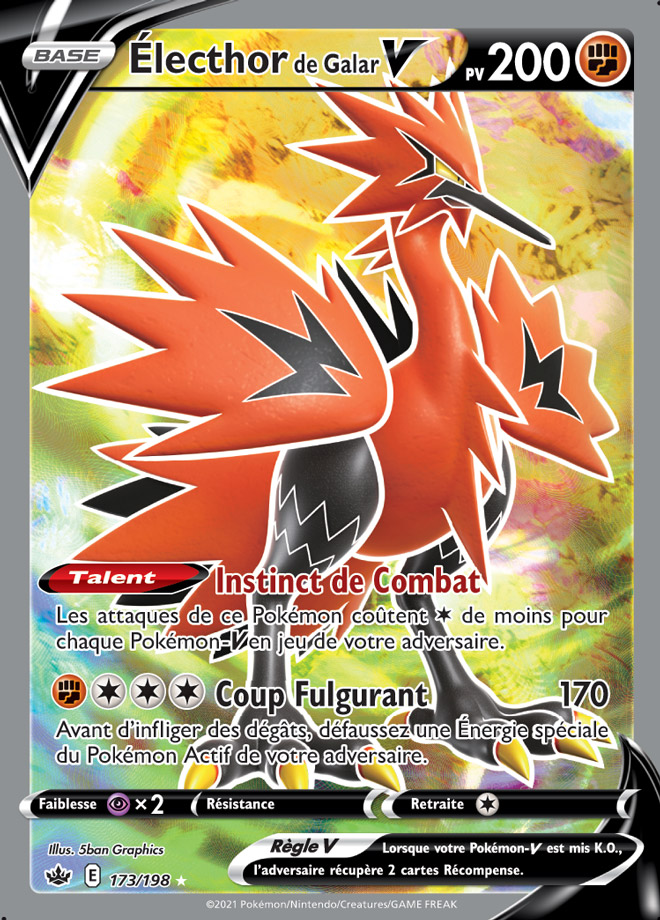 BASE Électhor de Galar V PV 200
Talent Instinct de Combat
Les attaques de ce Pokémon coûtent de moins pour
chaque Pokémon-V en jeu de votre adversaire.
Coup Fulgurant 170
Avant d'infliger des dégâts, défaussez une Énergie spéciale
du Pokémon Actif de votre adversaire.
Faiblesse ×2 Résistance Retraite
Illus. 5ban Graphics
Règle V Lorsque votre Pokémon-V est mis K.O.,
l'adversaire récupère 2 cartes Récompense.
E 173/198
©2021 Pokémon/Nintendo/Creatures/GAME FREAK